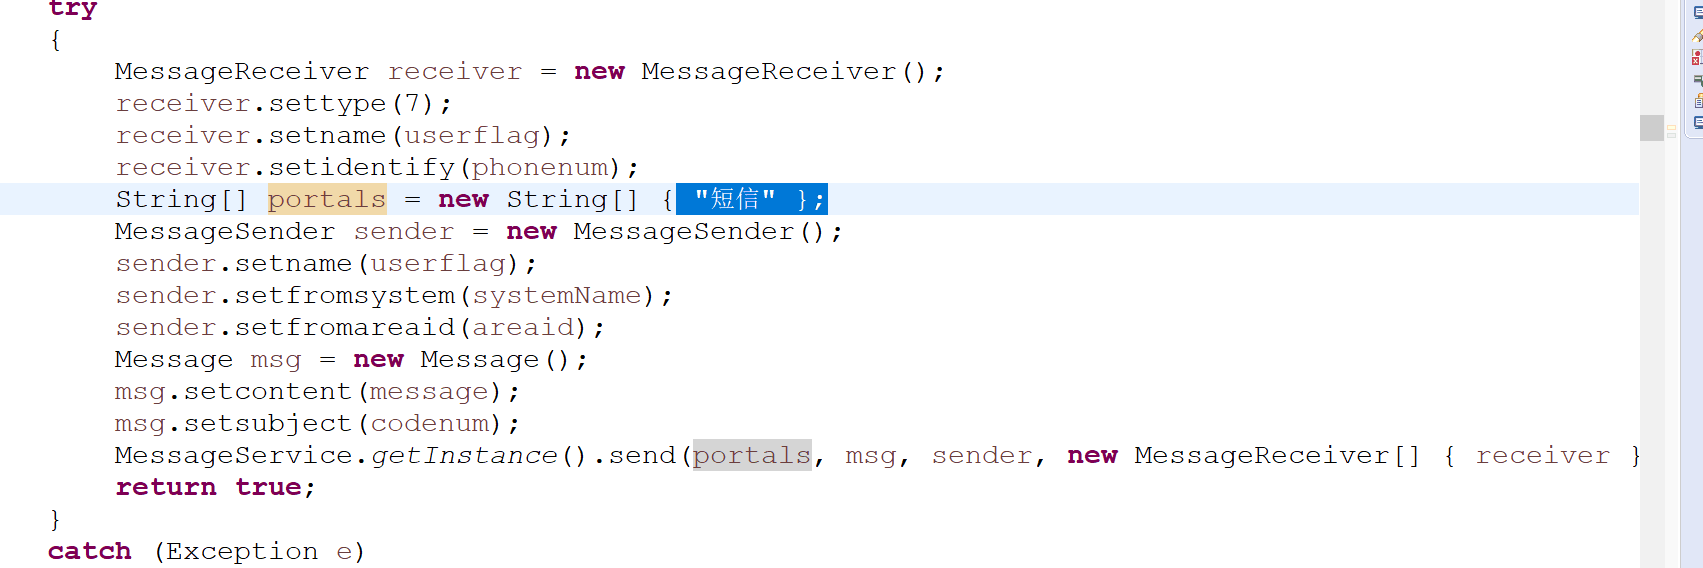 try
{
MessageReceiver receiver = new MessageReceiver();
receiver.settype(7);
receiver.setname(userflag);
receiver.setidentify(phonenum);
String[] portals = new String[] { "短信" };
MessageSender sender = new MessageSender();
sender.setname(userflag);
sender.setfromsystem(systemName);
sender.setfromareaid(areaid);
Message msg = new Message();
msg.setcontent(message);
msg.setsubject(codenum);
MessageService.getInstance().send(portals, msg, sender, new MessageReceiver[] { receiver }
return true;
}
catch (Exception e)